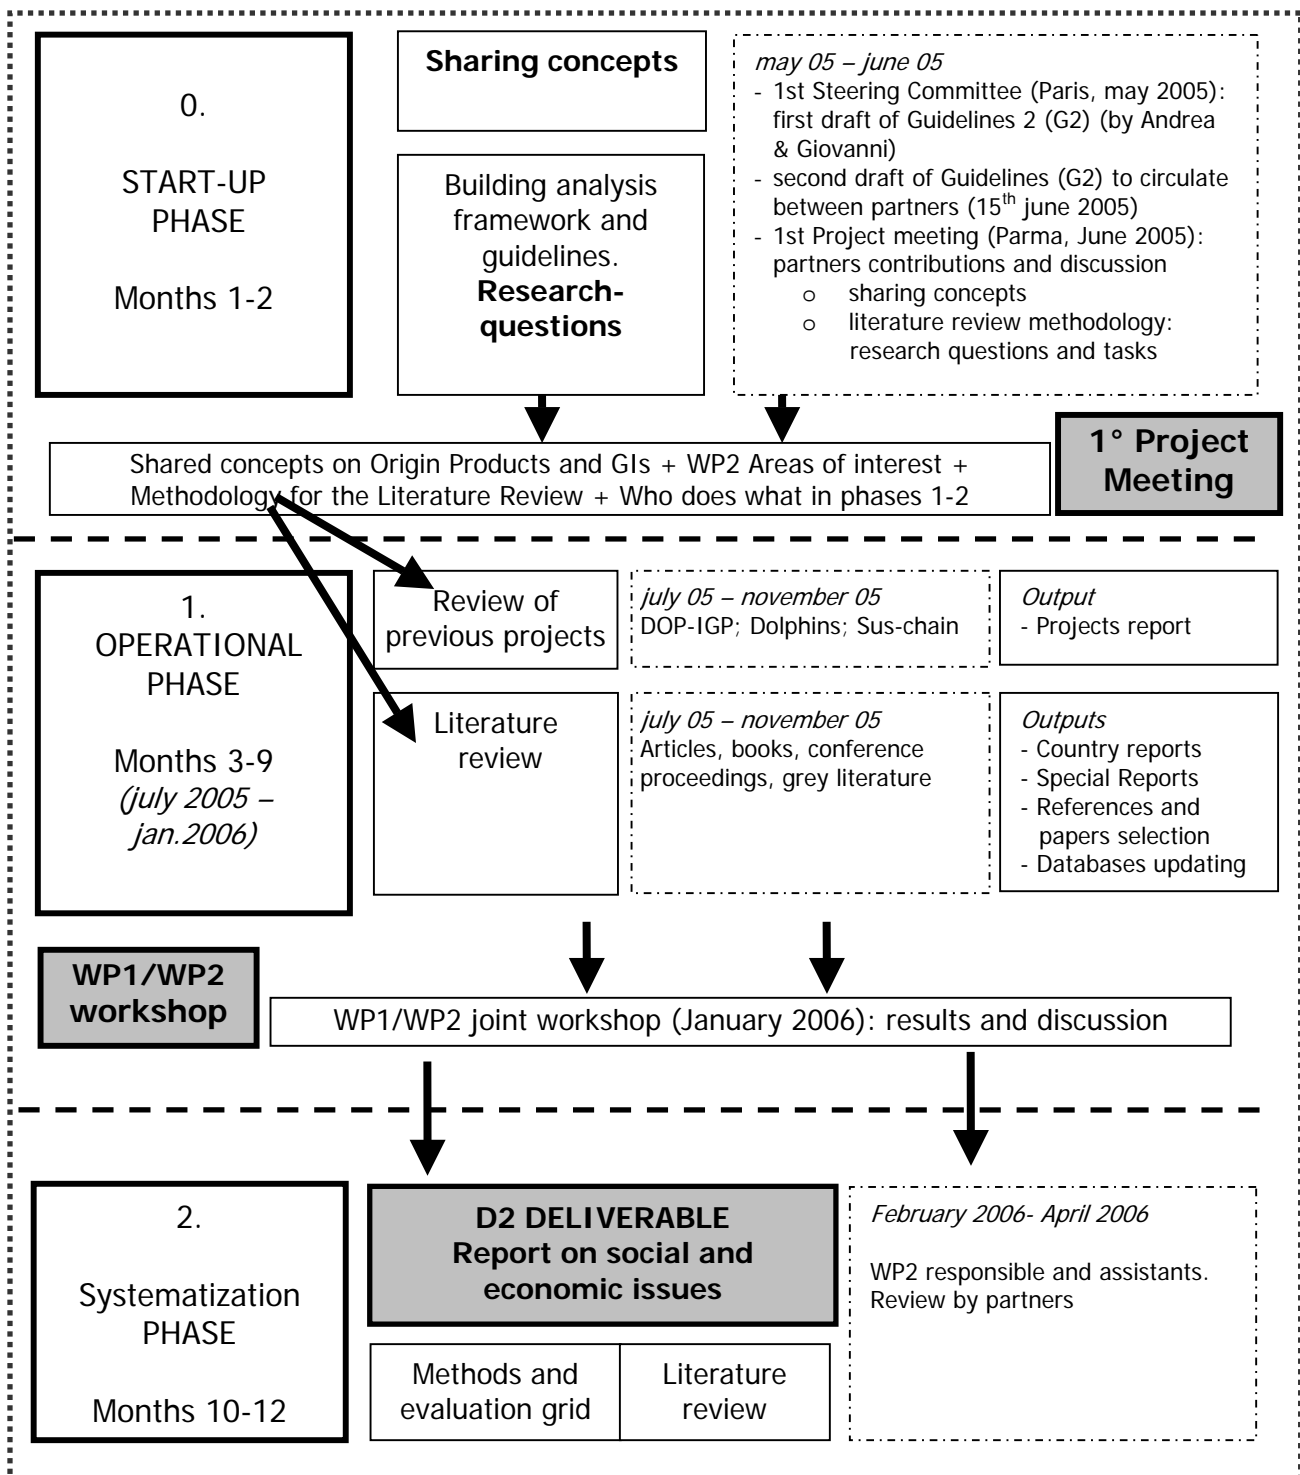 0.
START-UP
PHASE
Months 1-2
Sharing concepts
Building analysis
framework and
guidelines.
Research-
questions
may 05 – june 05
- 1st Steering Committee (Paris, may 2005):
first draft of Guidelines 2 (G2) (by Andrea
& Giovanni)
- second draft of Guidelines (G2) to circulate
between partners (15th june 2005)
- 1st Project meeting (Parma, June 2005):
partners contributions and discussion
o sharing concepts
o literature review methodology:
research questions and tasks
1° Project
Meeting
Shared concepts on Origin Products and GIs + WP2 Areas of interest +
Methodology for the Literature Review + Who does what in phases 1-2
1.
OPERATIONAL
PHASE
Months 3-9
(july 2005 –
jan.2006)
Review of
previous projects
july 05 – november 05
DOP-IGP; Dolphins; Sus-chain
Output
- Projects report
Literature
review
july 05 – november 05
Articles, books, conference
proceedings, grey literature
Outputs
- Country reports
- Special Reports
- References and
papers selection
- Databases updating
WP1/WP2
workshop
WP1/WP2 joint workshop (January 2006): results and discussion
2.
Systematization
PHASE
Months 10-12
D2 DELIVERABLE
Report on social and
economic issues
Methods and
evaluation grid
Literature
review
February 2006- April 2006
WP2 responsible and assistants.
Review by partners